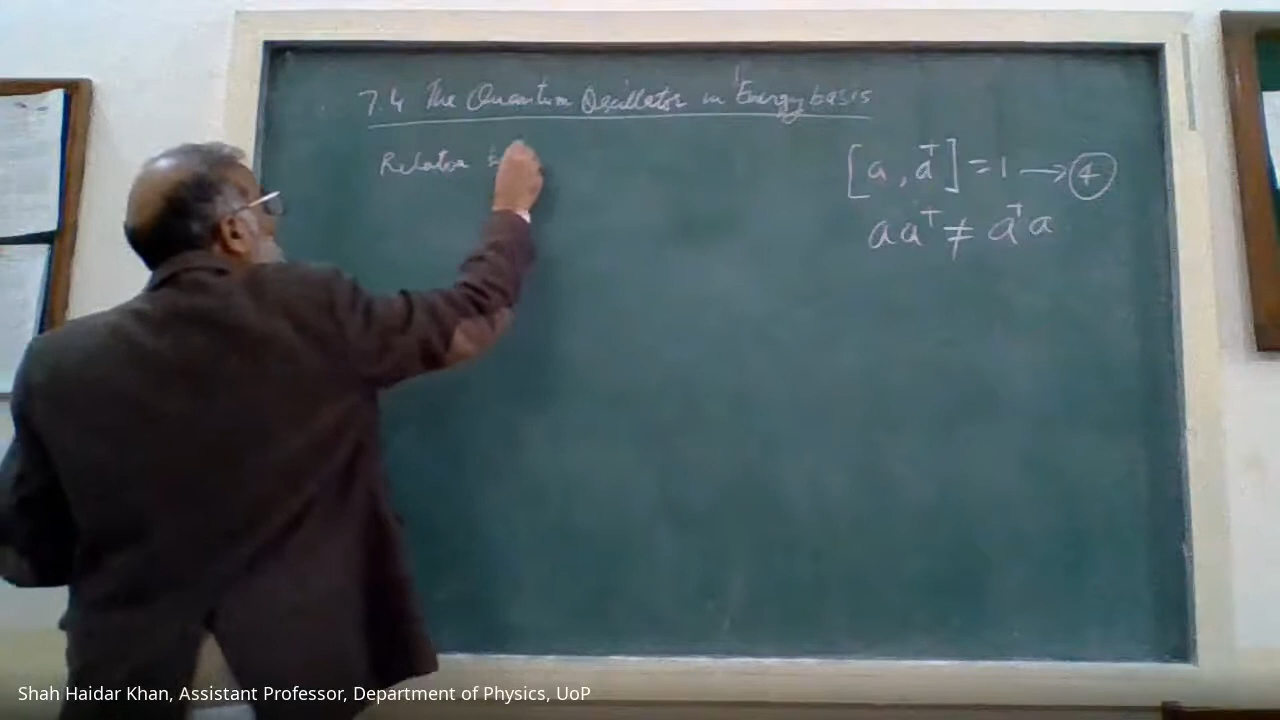 7.4 The Quantum Oscillator in Energy basis
Relation
[a, a†] = 1 → ④
aa† ≠ a†a
Shah Haidar Khan, Assistant Professor, Department of Physics, UoP